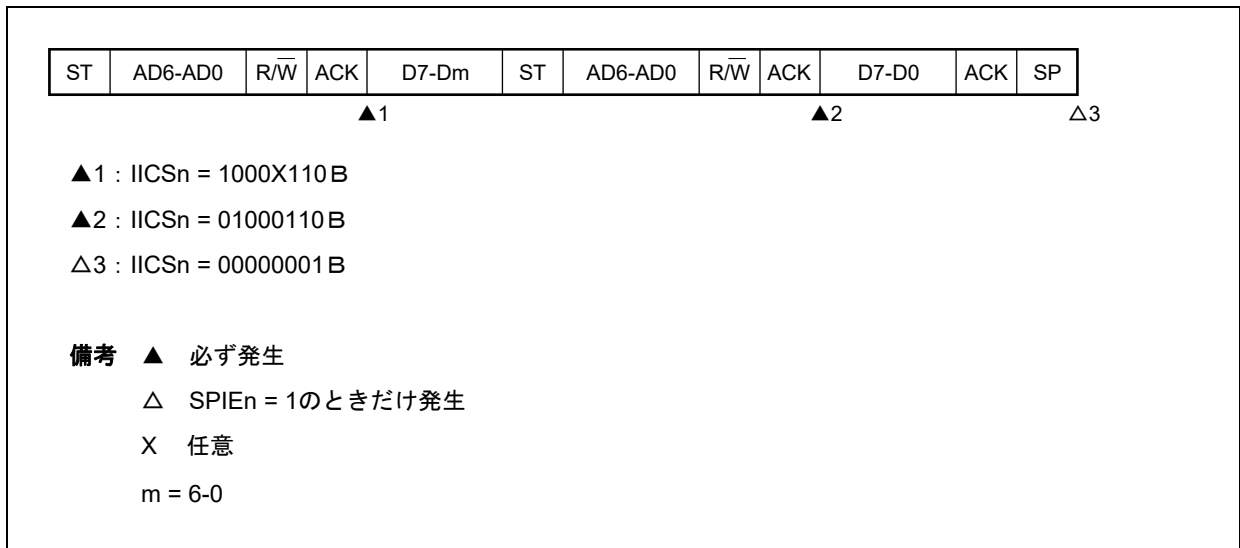 ST AD6-AD0 R/W̅ ACK D7-Dm ST AD6-AD0 R/W̅ ACK D7-D0 ACK SP
▲1 ▲2 △3
▲1：IICSn = 1000X110Ｂ
▲2：IICSn = 01000110Ｂ
△3：IICSn = 00000001Ｂ
備考 ▲ 必ず発生
△ SPIEn = 1のときだけ発生
X 任意
m = 6-0